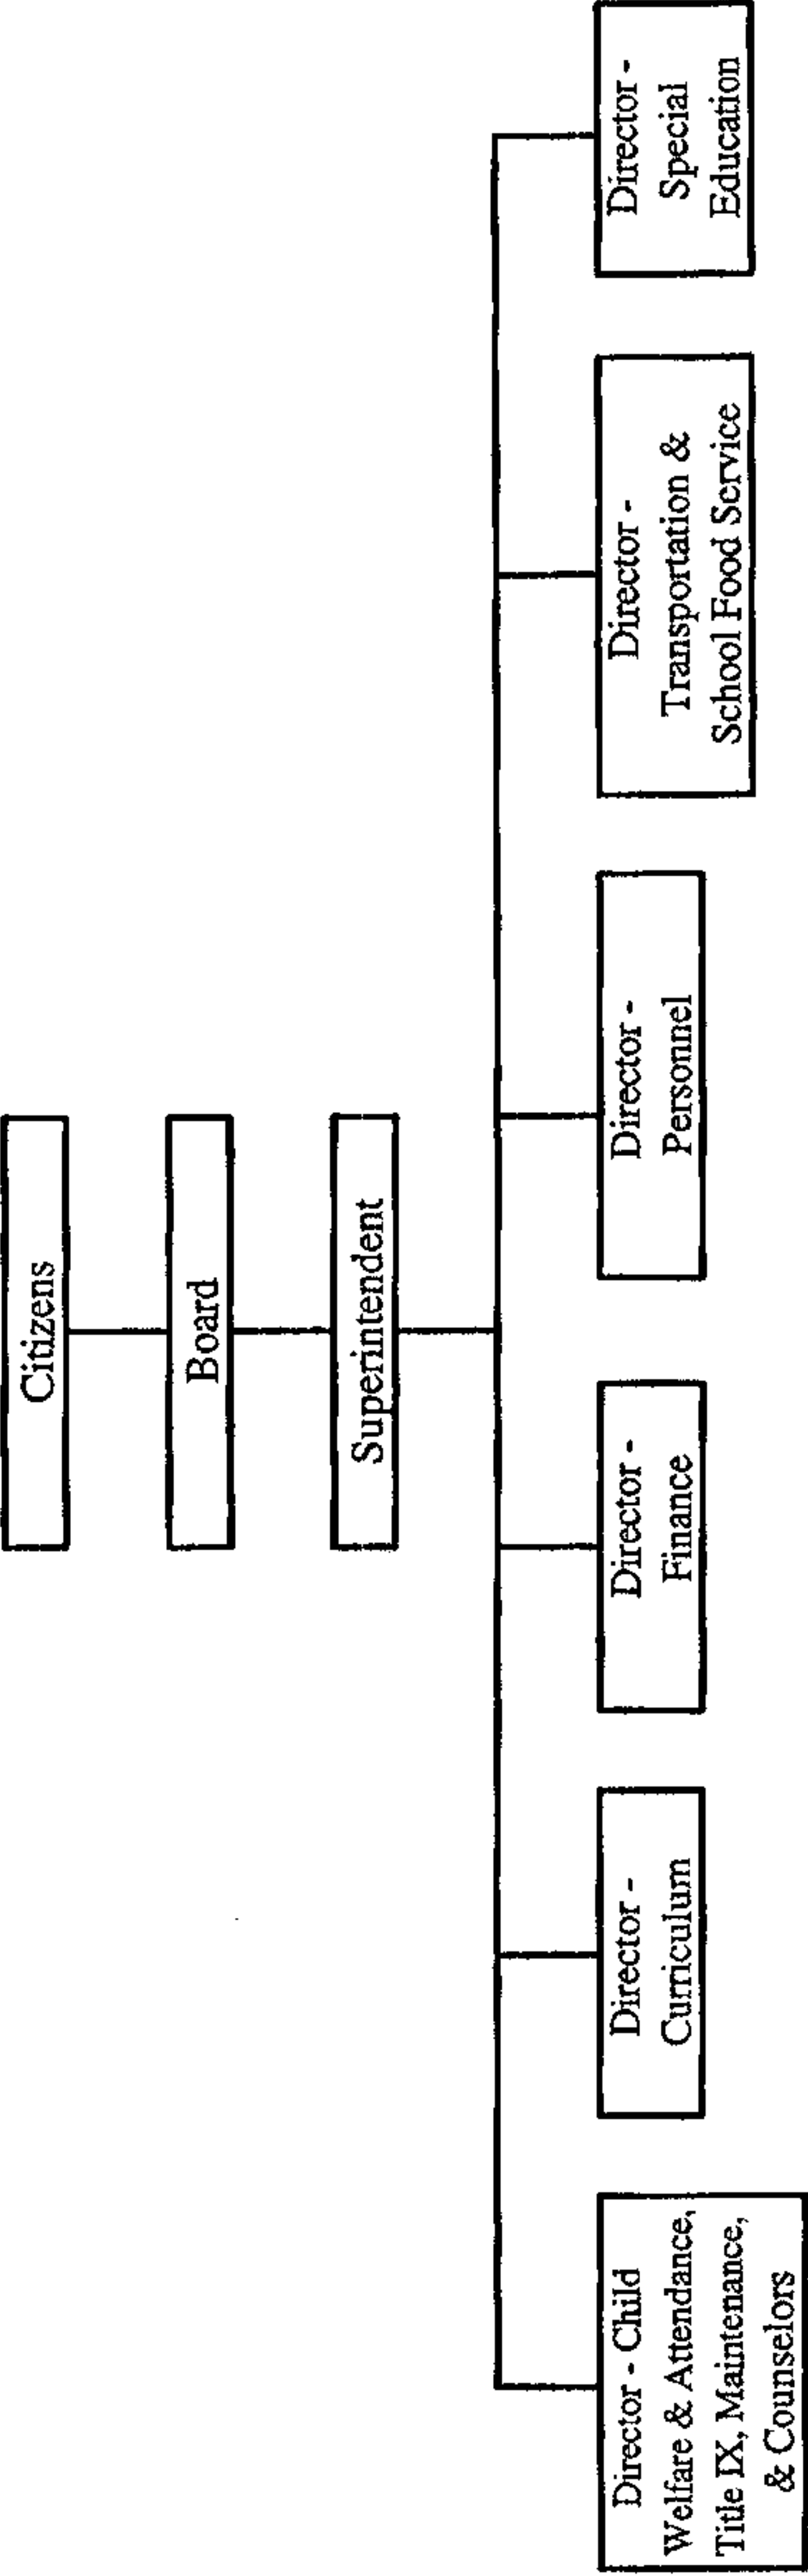 Citizens
Board
Superintendent
Director - Child
Welfare & Attendance,
Title IX, Maintenance,
& Counselors
Director -
Curriculum
Director -
Finance
Director -
Personnel
Director -
Transportation &
School Food Service
Director -
Special
Education